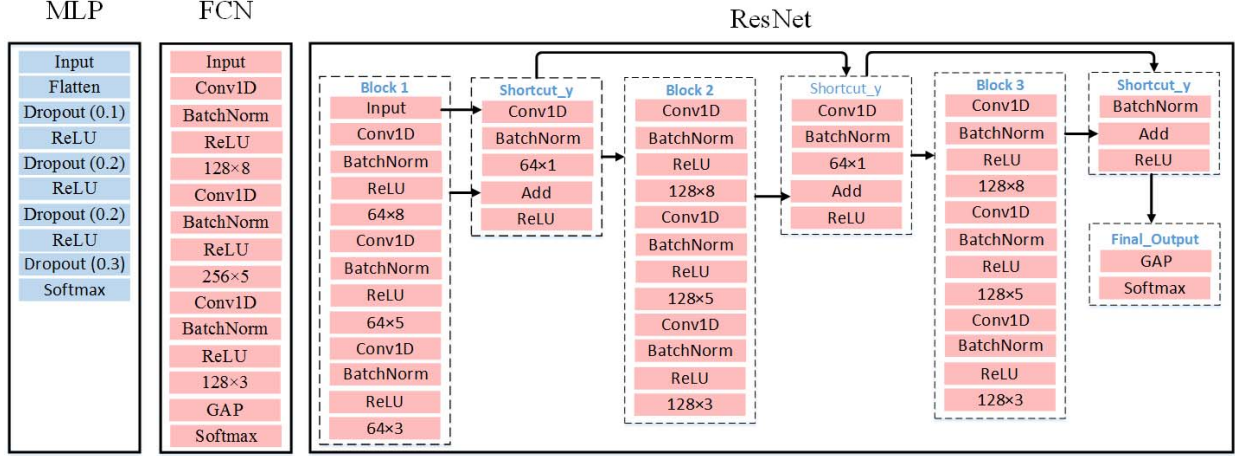 MLP
Input
Flatten
Dropout (0.1)
ReLU
Dropout (0.2)
ReLU
Dropout (0.2)
ReLU
Dropout (0.3)
Softmax
FCN
Input
Conv1D
BatchNorm
ReLU
128×8
Conv1D
BatchNorm
ReLU
256×5
Conv1D
BatchNorm
ReLU
128×3
GAP
Softmax
ResNet
Block 1
Input
Conv1D
BatchNorm
ReLU
64×8
Conv1D
BatchNorm
ReLU
64×5
Conv1D
BatchNorm
ReLU
64×3
Shortcut_y
Conv1D
BatchNorm
64×1
Add
ReLU
Block 2
Conv1D
BatchNorm
ReLU
128×8
Conv1D
BatchNorm
ReLU
128×5
Conv1D
BatchNorm
ReLU
128×3
Shortcut_y
Conv1D
BatchNorm
64×1
Add
ReLU
Block 3
Conv1D
BatchNorm
ReLU
128×8
Conv1D
BatchNorm
ReLU
128×5
Conv1D
BatchNorm
ReLU
128×3
Shortcut_y
BatchNorm
Add
ReLU
Final_Output
GAP
Softmax